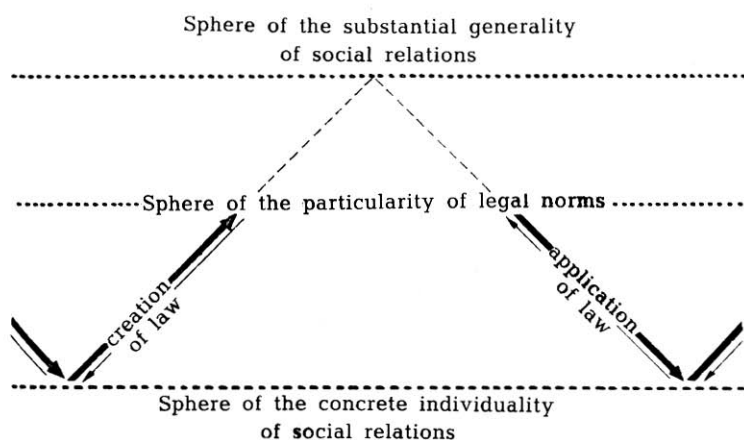 Sphere of the substantial generality
of social relations
Sphere of the particularity of legal norms
creation
of law
application
of law
Sphere of the concrete individuality
of social relations